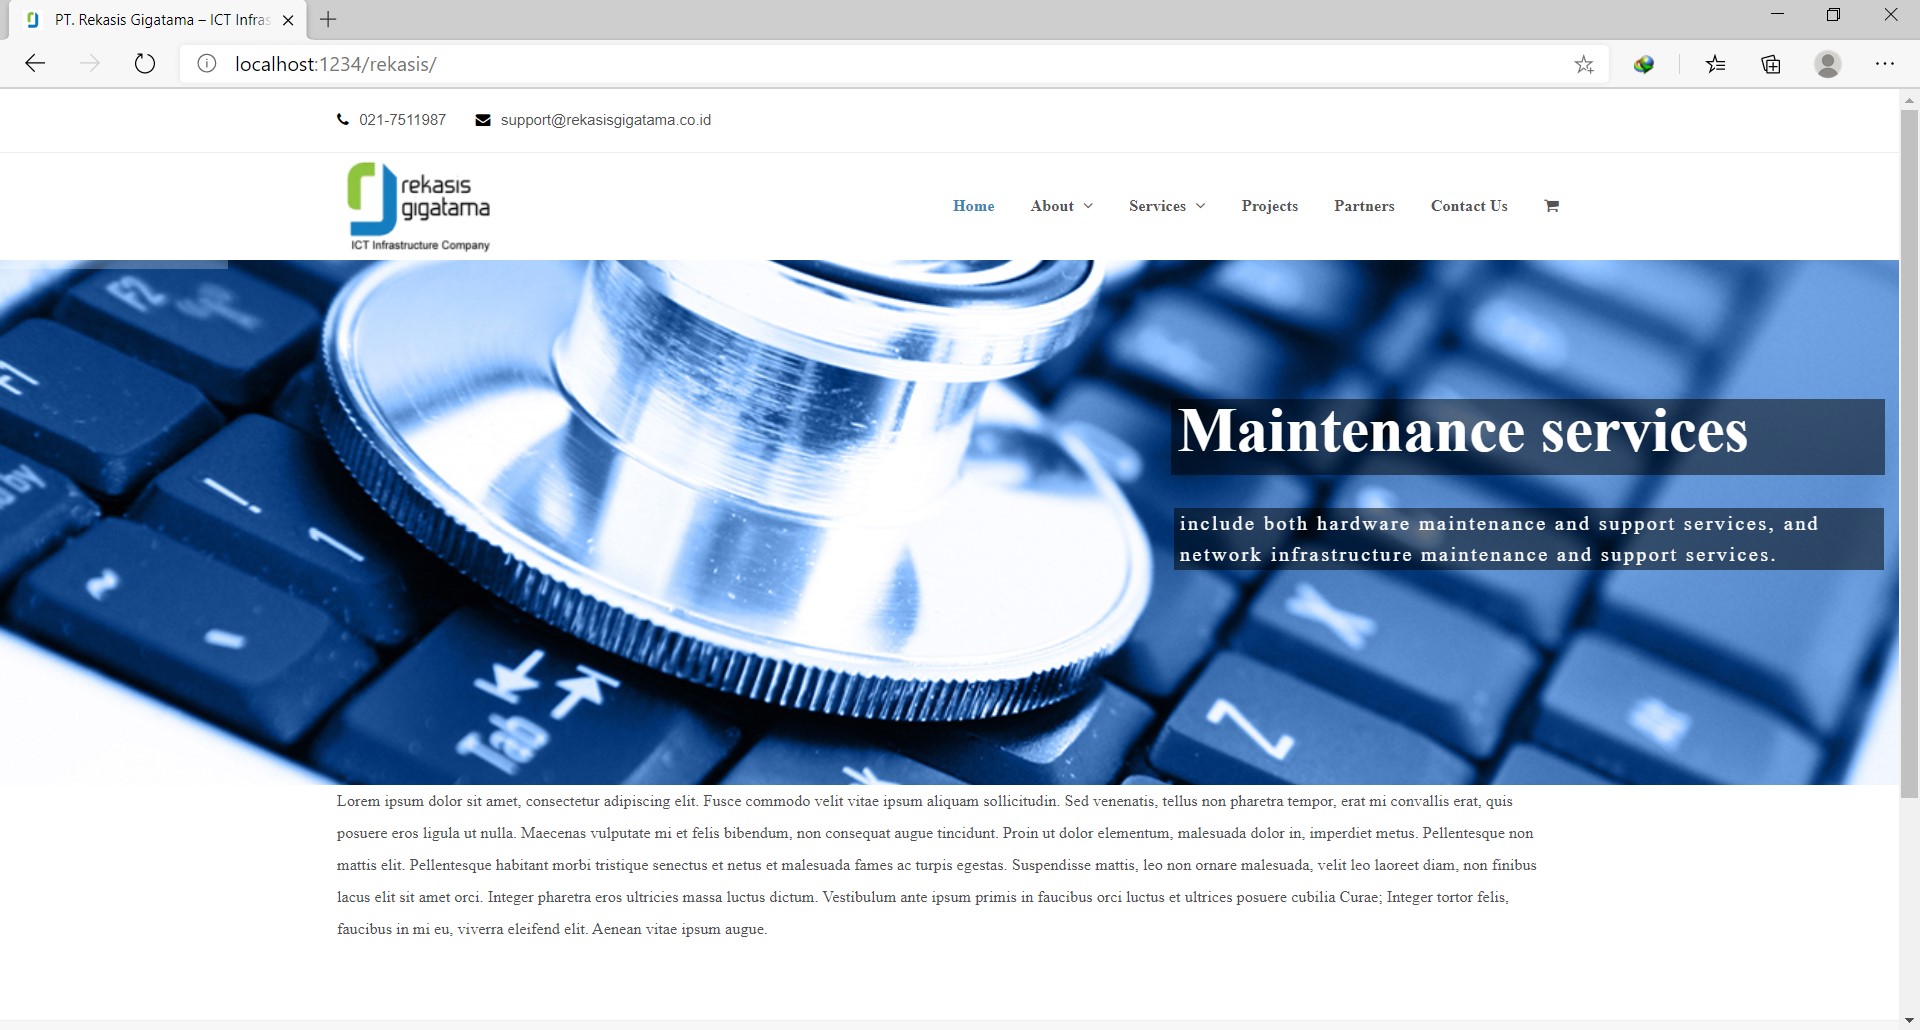 PT. Rekasis Gigatama – ICT Infras
localhost:1234/rekasis/
021-7511987 support@rekasisgigatama.co.id
rekasis
gigatama
ICT Infrastructure Company
Home About Services Projects Partners Contact Us
F2
F1
! 1
~
Tab
Z
X
Maintenance services
include both hardware maintenance and support services, and
network infrastructure maintenance and support services.
Lorem ipsum dolor sit amet, consectetur adipiscing elit. Fusce commodo velit vitae ipsum aliquam sollicitudin. Sed venenatis, tellus non pharetra tempor, erat mi convallis erat, quis
posuere eros ligula ut nulla. Maecenas vulputate mi et felis bibendum, non consequat augue tincidunt. Proin ut dolor elementum, malesuada dolor in, imperdiet metus. Pellentesque non
mattis elit. Pellentesque habitant morbi tristique senectus et netus et malesuada fames ac turpis egestas. Suspendisse mattis, leo non ornare malesuada, velit leo laoreet diam, non finibus
lacus elit sit amet orci. Integer pharetra eros ultricies massa luctus dictum. Vestibulum ante ipsum primis in faucibus orci luctus et ultrices posuere cubilia Curae; Integer tortor felis,
faucibus in mi eu, viverra eleifend elit. Aenean vitae ipsum augue.